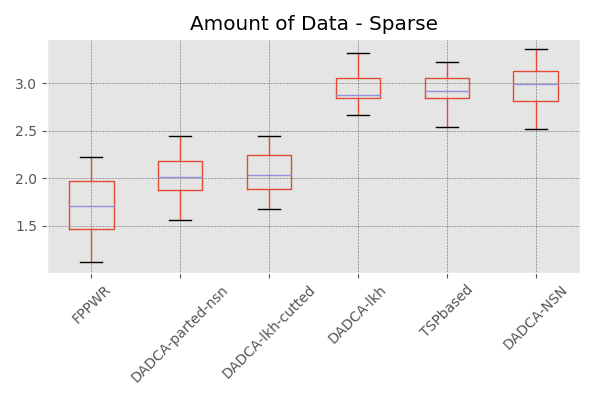 Amount of Data - Sparse
3.0
2.5
2.0
1.5
FPPWR
DADCA-parted-nsn
DADCA-lkh-cutted
DADCA-lkh
TSPbased
DADCA-NSN